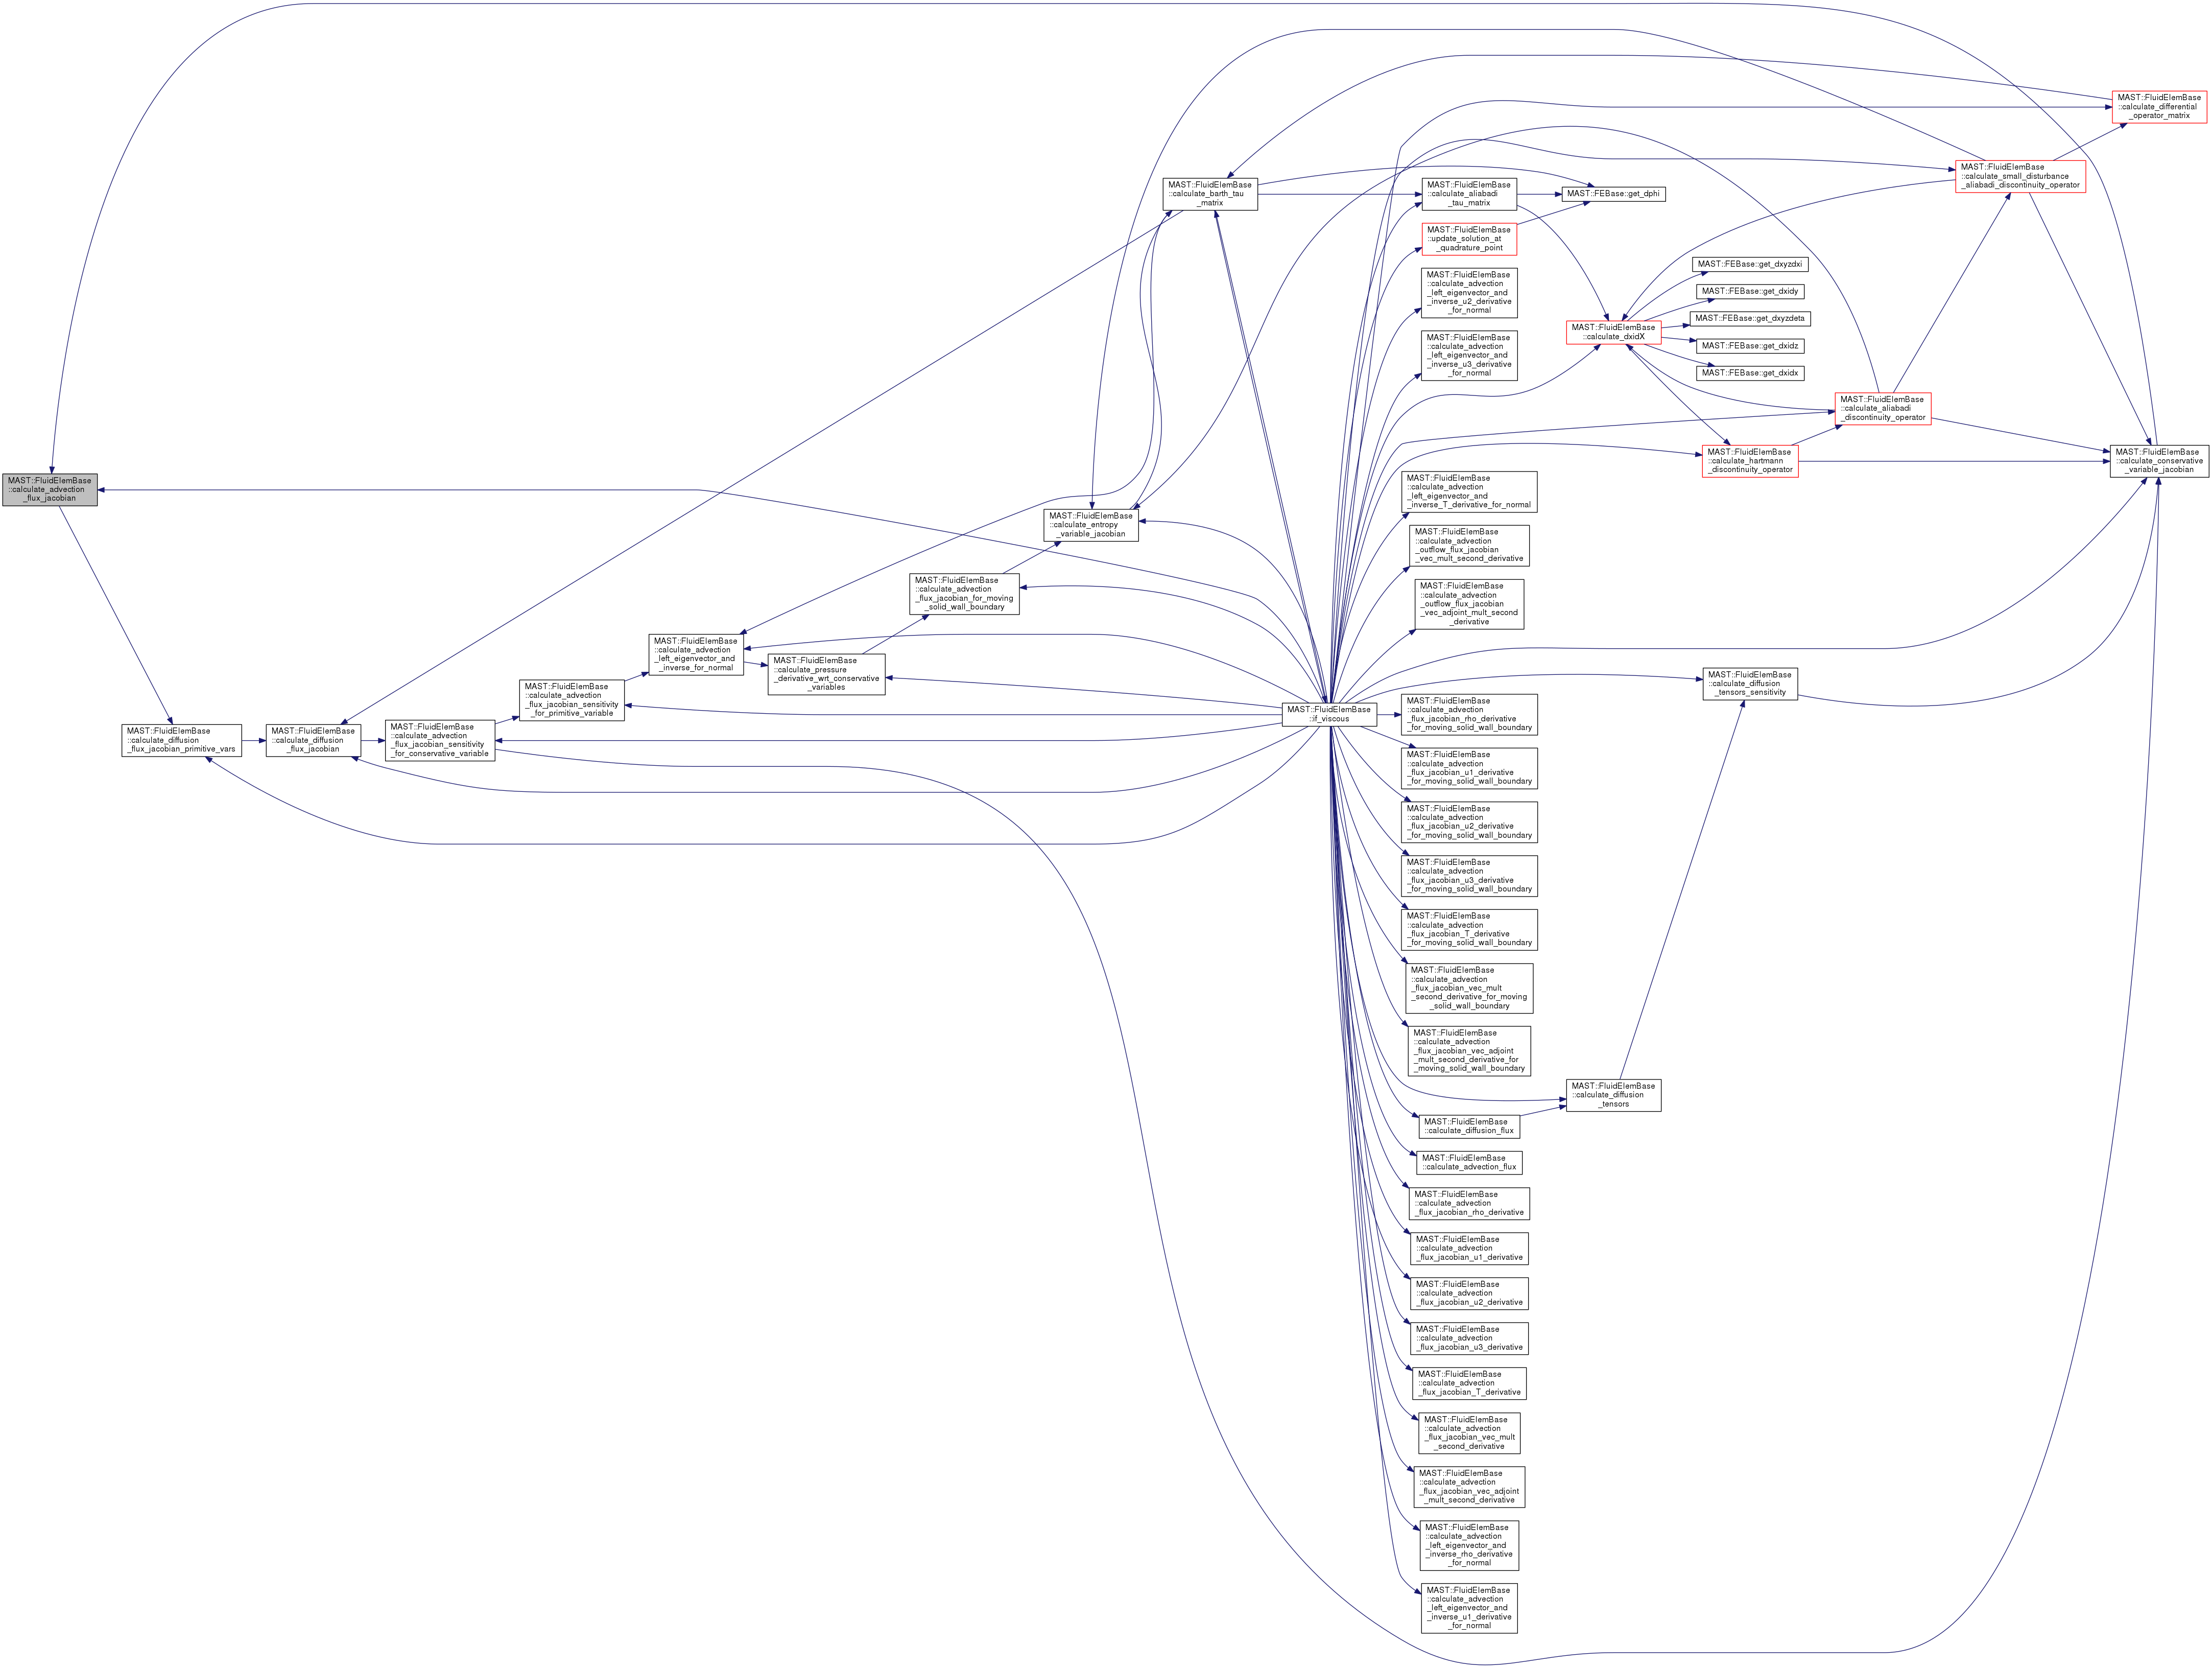 MAST::FluidElemBase
::calculate_advection
_flux_jacobian
MAST::FluidElemBase
::calculate_diffusion
_flux_jacobian_primitive_vars
MAST::FluidElemBase
::calculate_diffusion
_flux_jacobian
MAST::FluidElemBase
::calculate_advection
_flux_jacobian_sensitivity
_for_conservative_variable
MAST::FluidElemBase
::calculate_advection
_flux_jacobian_sensitivity
_for_primitive_variable
MAST::FluidElemBase
::calculate_advection
_left_eigenvector_and
_inverse_for_normal
MAST::FluidElemBase
::calculate_pressure
_derivative_wrt_conservative
_variables
MAST::FluidElemBase
::calculate_advection
_flux_jacobian_for_moving
_solid_wall_boundary
MAST::FluidElemBase
::calculate_entropy
_variable_jacobian
MAST::FluidElemBase
::calculate_barth_tau
_matrix
MAST::FluidElemBase
::if_viscous
MAST::FluidElemBase
::calculate_aliabadi
_tau_matrix
MAST::FluidElemBase
::update_solution_at
_quadrature_point
MAST::FluidElemBase
::calculate_advection
_left_eigenvector_and
_inverse_u2_derivative
_for_normal
MAST::FluidElemBase
::calculate_advection
_left_eigenvector_and
_inverse_u3_derivative
_for_normal
MAST::FluidElemBase
::calculate_advection
_left_eigenvector_and
_inverse_T_derivative_for_normal
MAST::FluidElemBase
::calculate_advection
_outflow_flux_jacobian
_vec_mult_second_derivative
MAST::FluidElemBase
::calculate_advection
_outflow_flux_jacobian
_vec_adjoint_mult_second
_derivative
MAST::FluidElemBase
::calculate_advection
_flux_jacobian_rho_derivative
_for_moving_solid_wall_boundary
MAST::FluidElemBase
::calculate_advection
_flux_jacobian_u1_derivative
_for_moving_solid_wall_boundary
MAST::FluidElemBase
::calculate_advection
_flux_jacobian_u2_derivative
_for_moving_solid_wall_boundary
MAST::FluidElemBase
::calculate_advection
_flux_jacobian_u3_derivative
_for_moving_solid_wall_boundary
MAST::FluidElemBase
::calculate_advection
_flux_jacobian_T_derivative
_for_moving_solid_wall_boundary
MAST::FluidElemBase
::calculate_advection
_flux_jacobian_vec_mult
_second_derivative_for_moving
_solid_wall_boundary
MAST::FluidElemBase
::calculate_advection
_flux_jacobian_vec_adjoint
_mult_second_derivative_for
_moving_solid_wall_boundary
MAST::FluidElemBase
::calculate_diffusion_flux
MAST::FluidElemBase
::calculate_advection_flux
MAST::FluidElemBase
::calculate_advection
_flux_jacobian_rho_derivative
MAST::FluidElemBase
::calculate_advection
_flux_jacobian_u1_derivative
MAST::FluidElemBase
::calculate_advection
_flux_jacobian_u2_derivative
MAST::FluidElemBase
::calculate_advection
_flux_jacobian_u3_derivative
MAST::FluidElemBase
::calculate_advection
_flux_jacobian_T_derivative
MAST::FluidElemBase
::calculate_advection
_flux_jacobian_vec_mult
_second_derivative
MAST::FluidElemBase
::calculate_advection
_flux_jacobian_vec_adjoint
_mult_second_derivative
MAST::FluidElemBase
::calculate_advection
_left_eigenvector_and
_inverse_rho_derivative
_for_normal
MAST::FluidElemBase
::calculate_advection
_left_eigenvector_and
_inverse_u1_derivative
_for_normal
MAST::FEBase::get_dphi
MAST::FluidElemBase
::calculate_dxidX
MAST::FluidElemBase
::calculate_diffusion
_tensors
MAST::FEBase::get_dxyzdxi
MAST::FEBase::get_dxidy
MAST::FEBase::get_dxyzdeta
MAST::FEBase::get_dxidz
MAST::FEBase::get_dxidx
MAST::FluidElemBase
::calculate_hartmann
_discontinuity_operator
MAST::FluidElemBase
::calculate_diffusion
_tensors_sensitivity
MAST::FluidElemBase
::calculate_aliabadi
_discontinuity_operator
MAST::FluidElemBase
::calculate_small_disturbance
_aliabadi_discontinuity_operator
MAST::FluidElemBase
::calculate_differential
_operator_matrix
MAST::FluidElemBase
::calculate_conservative
_variable_jacobian